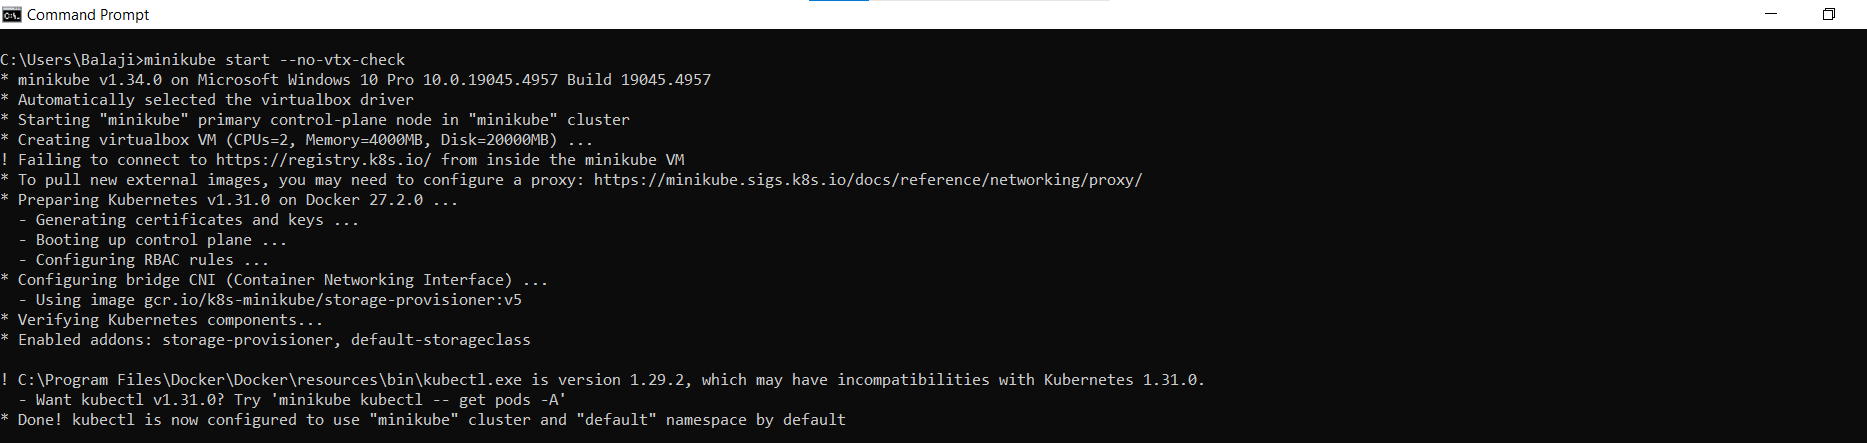 Command Prompt
C:\Users\Balaji>minikube start --no-vtx-check
* minikube v1.34.0 on Microsoft Windows 10 Pro 10.0.19045.4957 Build 19045.4957
* Automatically selected the virtualbox driver
* Starting "minikube" primary control-plane node in "minikube" cluster
* Creating virtualbox VM (CPUs=2, Memory=4000MB, Disk=20000MB) ...
! Failing to connect to https://registry.k8s.io/ from inside the minikube VM
* To pull new external images, you may need to configure a proxy: https://minikube.sigs.k8s.io/docs/reference/networking/proxy/
* Preparing Kubernetes v1.31.0 on Docker 27.2.0 ...
  - Generating certificates and keys ...
  - Booting up control plane ...
  - Configuring RBAC rules ...
* Configuring bridge CNI (Container Networking Interface) ...
  - Using image gcr.io/k8s-minikube/storage-provisioner:v5
* Verifying Kubernetes components...
* Enabled addons: storage-provisioner, default-storageclass
! C:\Program Files\Docker\Docker\resources\bin\kubectl.exe is version 1.29.2, which may have incompatibilities with Kubernetes 1.31.0.
  - Want kubectl v1.31.0? Try 'minikube kubectl -- get pods -A'
* Done! kubectl is now configured to use "minikube" cluster and "default" namespace by default